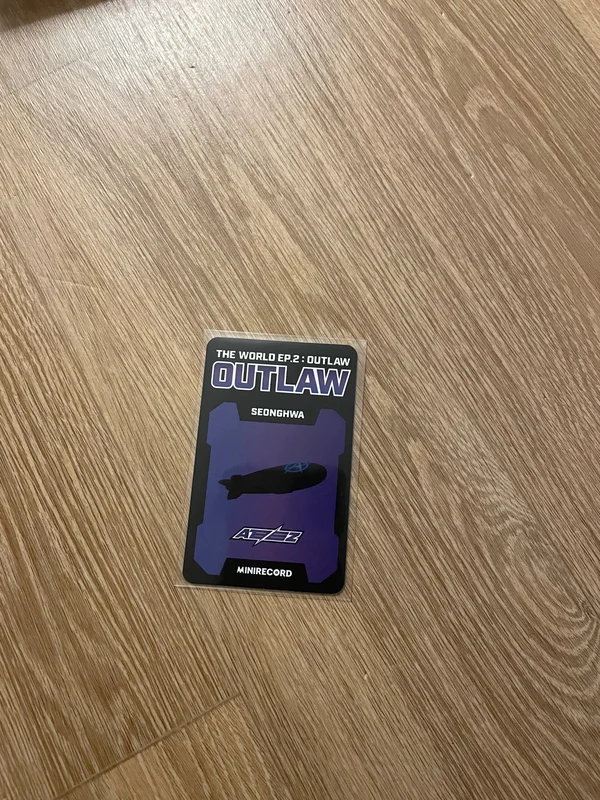 THE WORLD EP.2 : OUTLAW
OUTLAW
SEONGHWA
ATEEZ
MINIRECORD